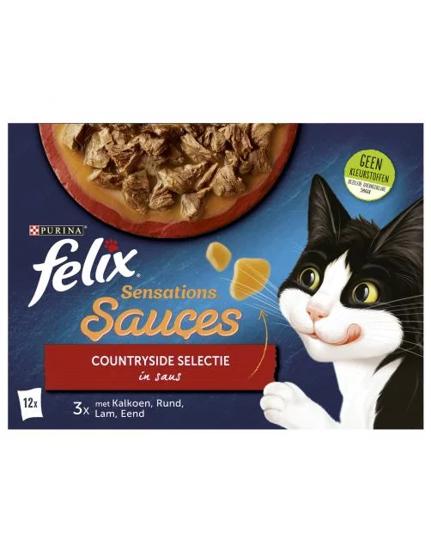 GEEN
KLEURSTOFFEN
PURINA
felix®
Sensations
Sauces
COUNTRYSIDE SELECTIE
in saus
12x
3x met Kalkoen, Rund,
Lam, Eend